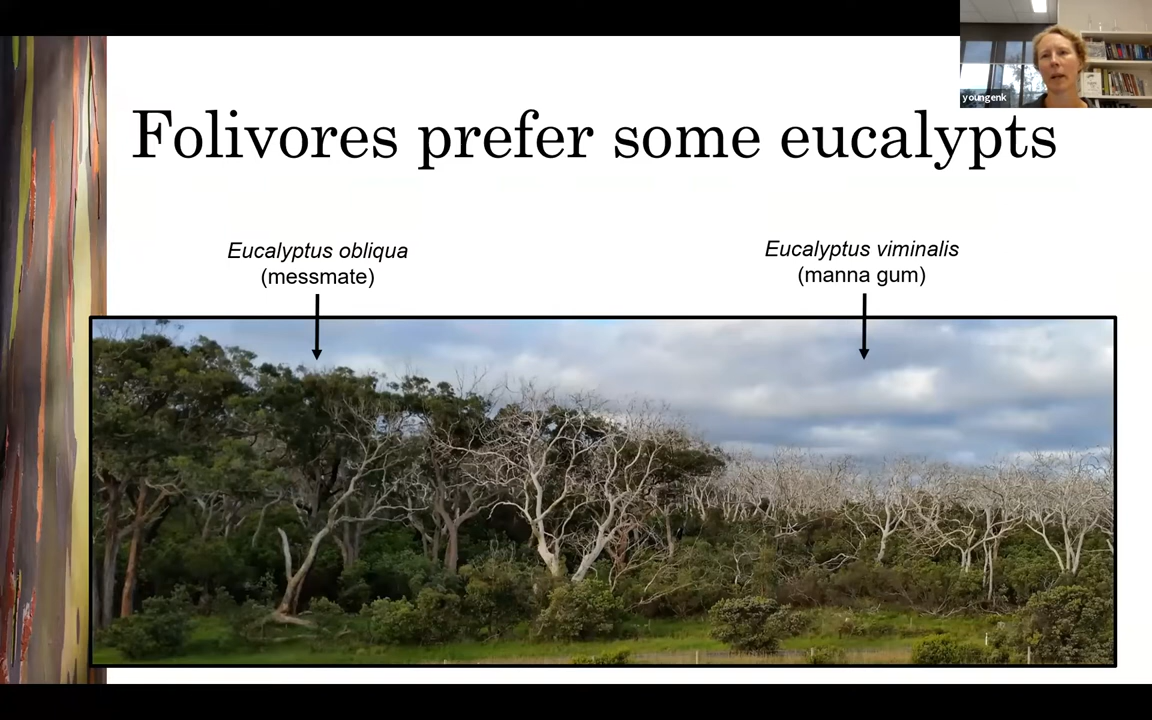 youngenk
Folivores prefer some eucalypts
Eucalyptus obliqua
(messmate)
Eucalyptus viminalis
(manna gum)